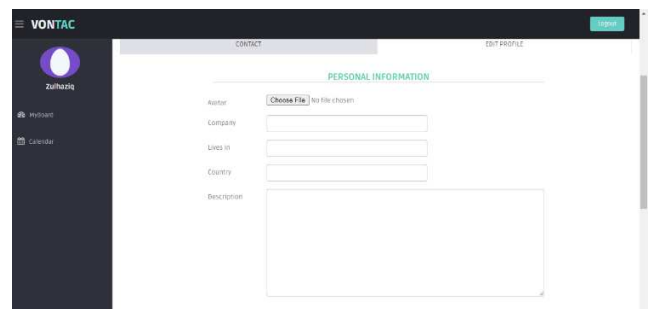 VONTAC
Logout
Zulhaziq
MyBoard
Calendar
CONTACT
EDIT PROFILE
PERSONAL INFORMATION
Avatar
Choose File No file chosen
Company
Lives in
Country
Description